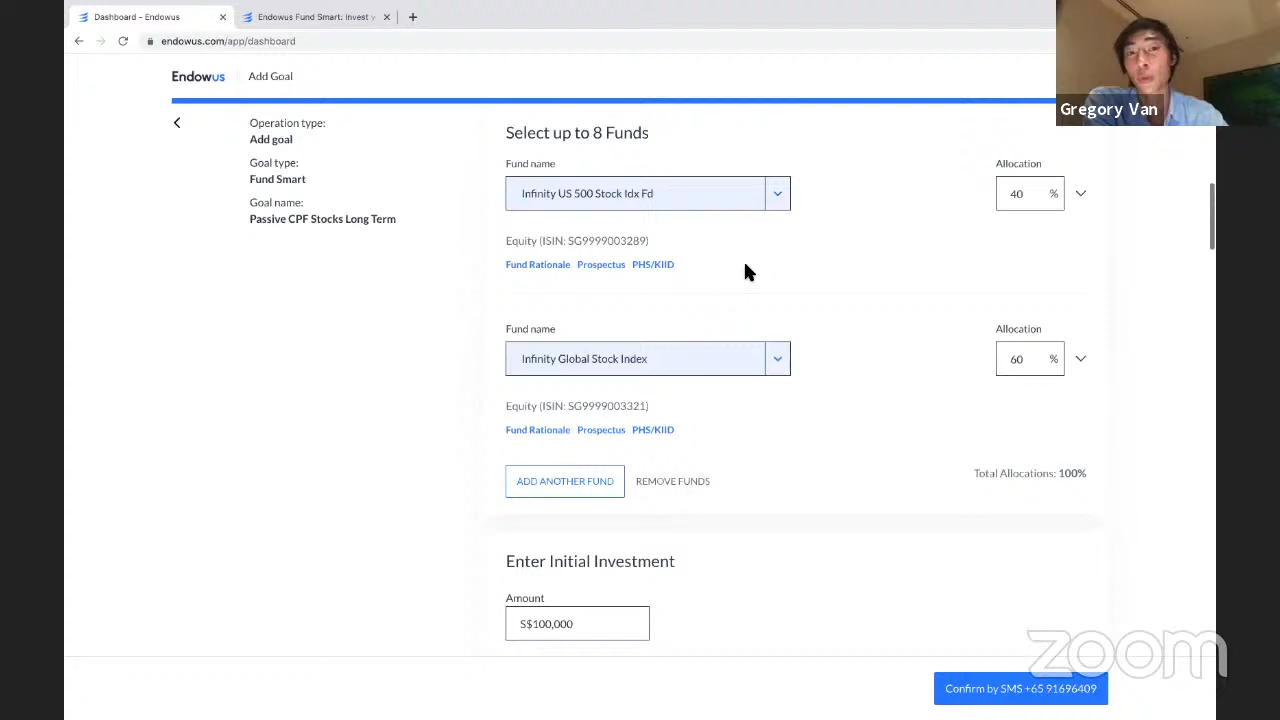 Dashboard - Endowus
Endowus Fund Smart: Invest y
endowus.com/app/dashboard
Endowus
Add Goal
Gregory Van
Operation type:
Add goal
Goal type:
Fund Smart
Goal name:
Passive CPF Stocks Long Term
Select up to 8 Funds
Fund name
Allocation
Infinity US 500 Stock Idx Fd
40 %
Equity (ISIN: SG9999003289)
Fund Rationale Prospectus PHS/KIID
Fund name
Allocation
Infinity Global Stock Index
60 %
Equity (ISIN: SG9999003321)
Fund Rationale Prospectus PHS/KIID
ADD ANOTHER FUND REMOVE FUNDS
Total Allocations: 100%
Enter Initial Investment
Amount
S$100,000
zoom
Confirm by SMS +65 91696409